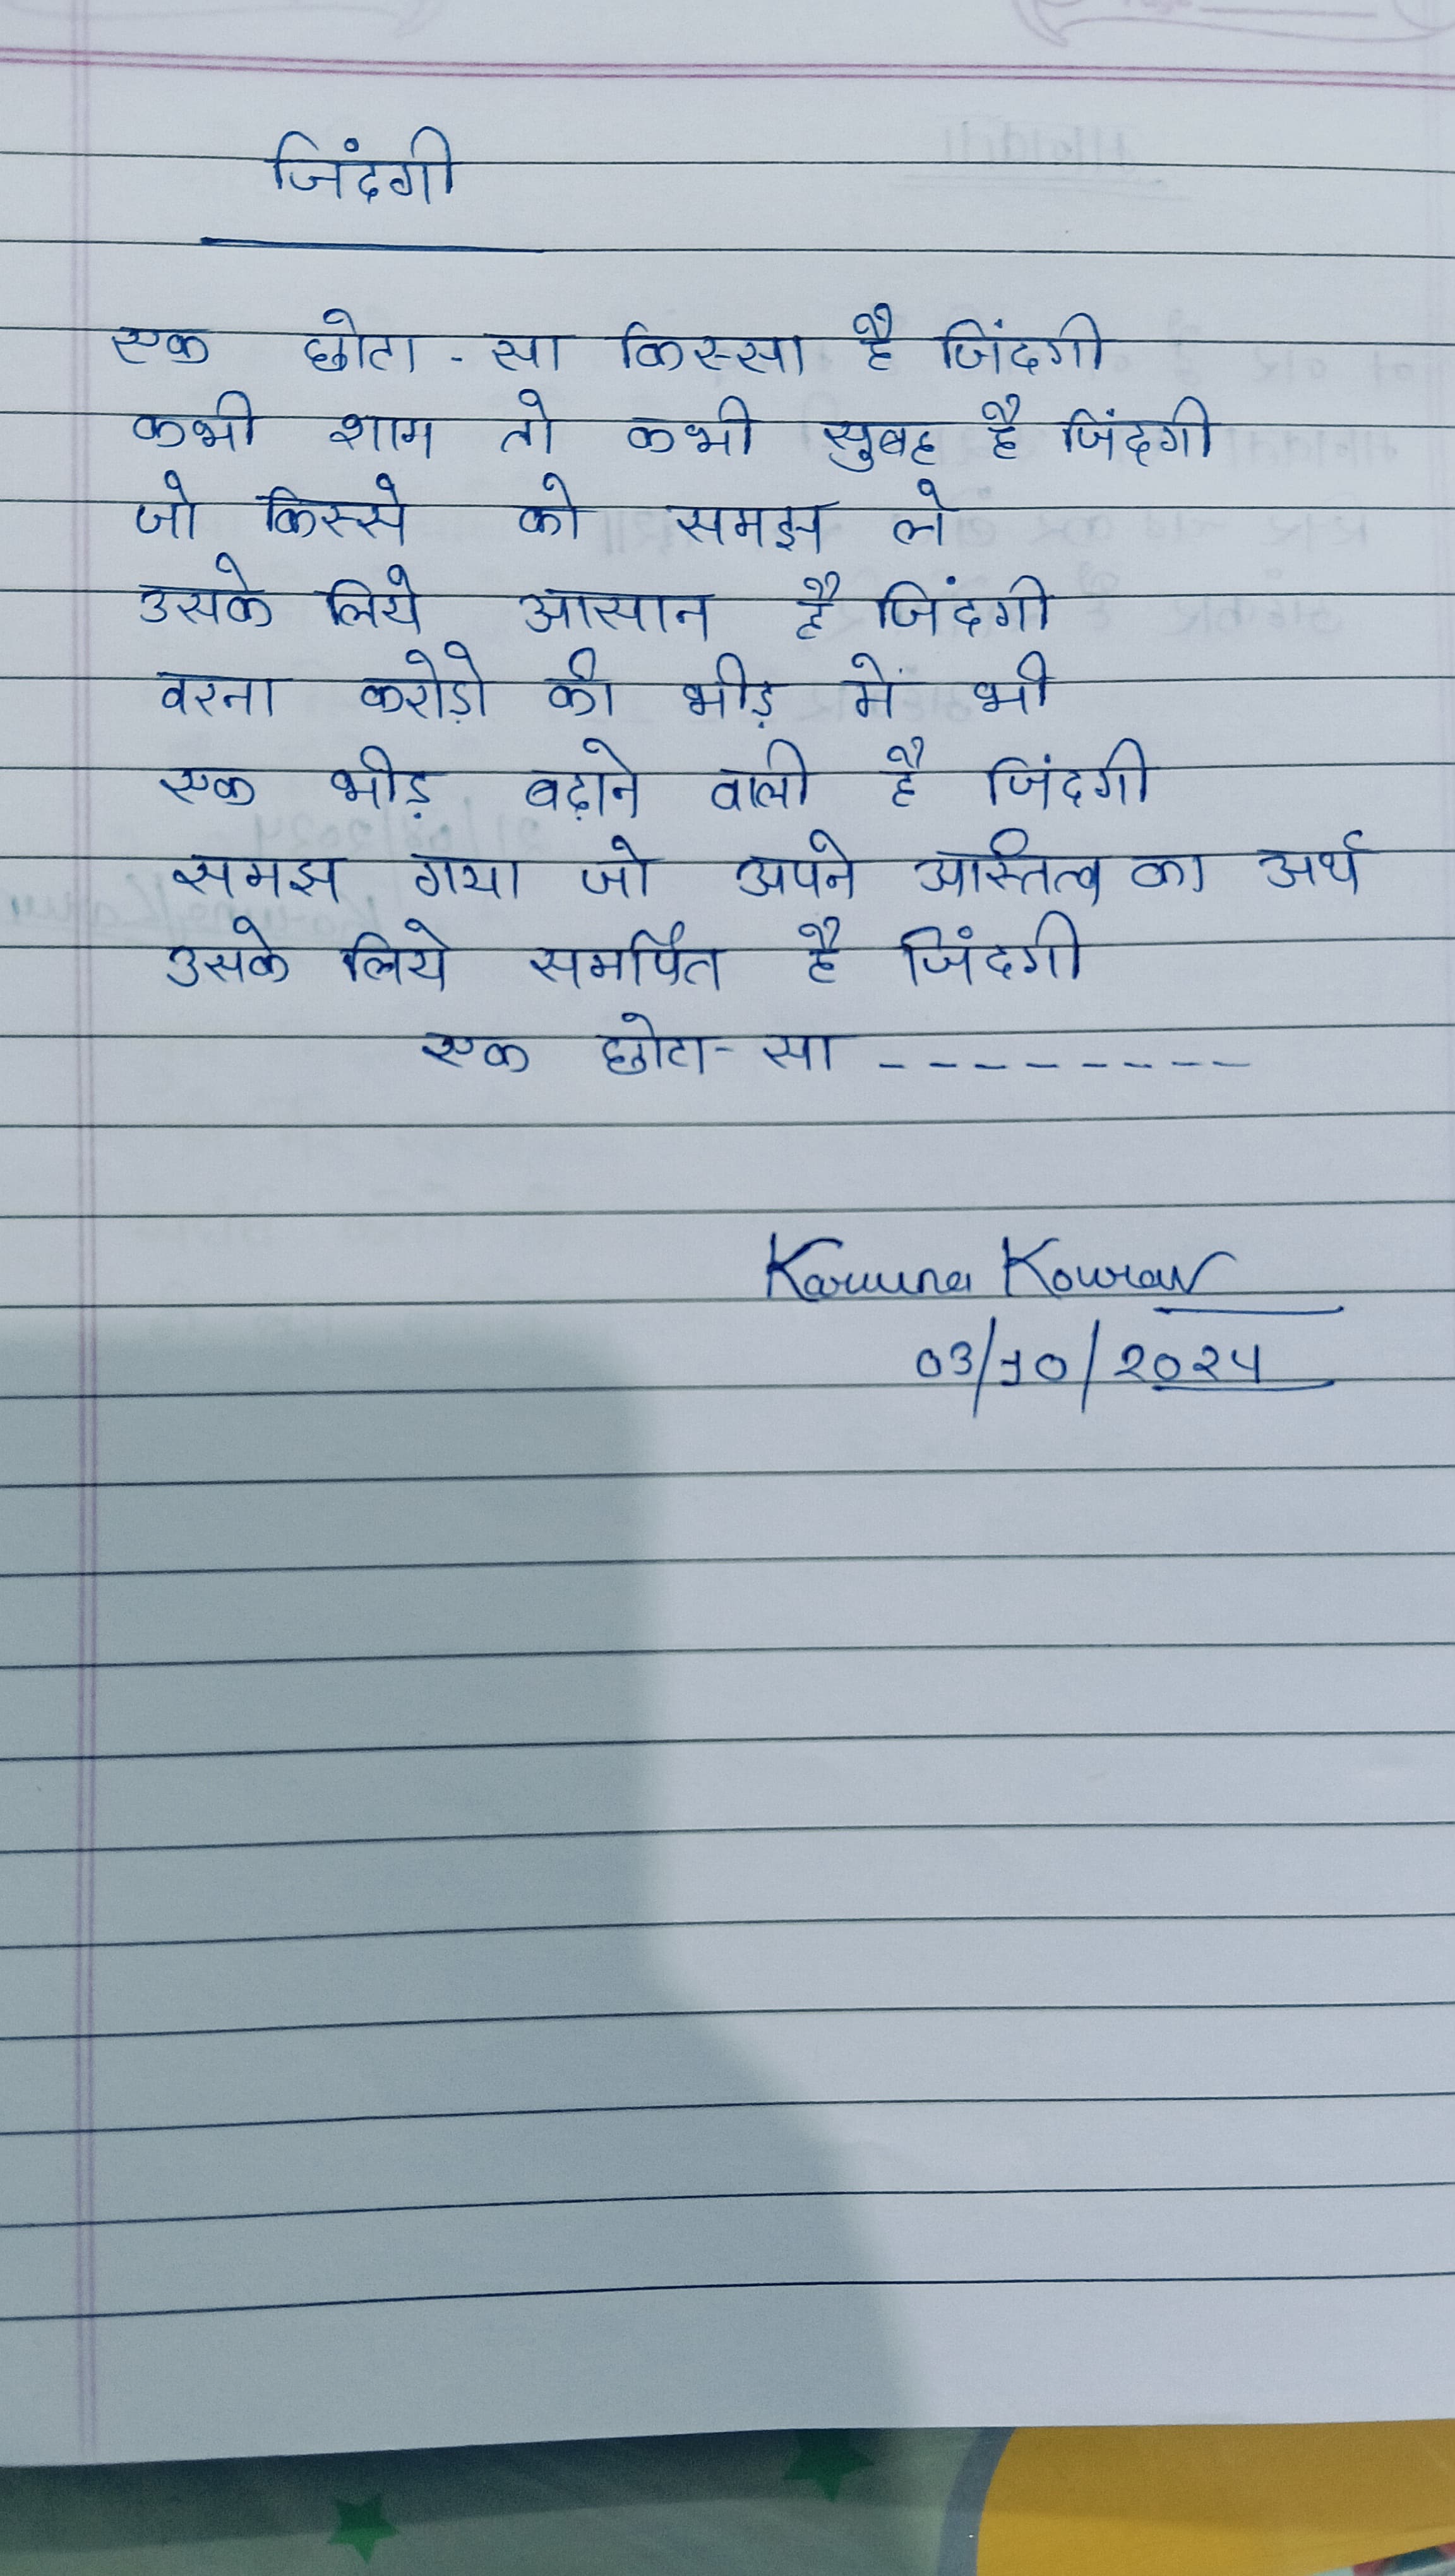 जिंदगी
एक छोटा - सा किस्सा है जिंदगी
कभी शाम तो कभी सुबह है जिंदगी
जो किस्से को समझ ले
उसके लिये आसान है जिंदगी
वरना करोड़ो की भीड़ में भी
एक भीड़ बढ़ाने वाली है जिंदगी
समझ गया जो अपने अस्तित्व का अर्थ
उसके लिये समर्पित है जिंदगी
एक छोटा - सा ---------
Karuna Kourav
03/10/2024